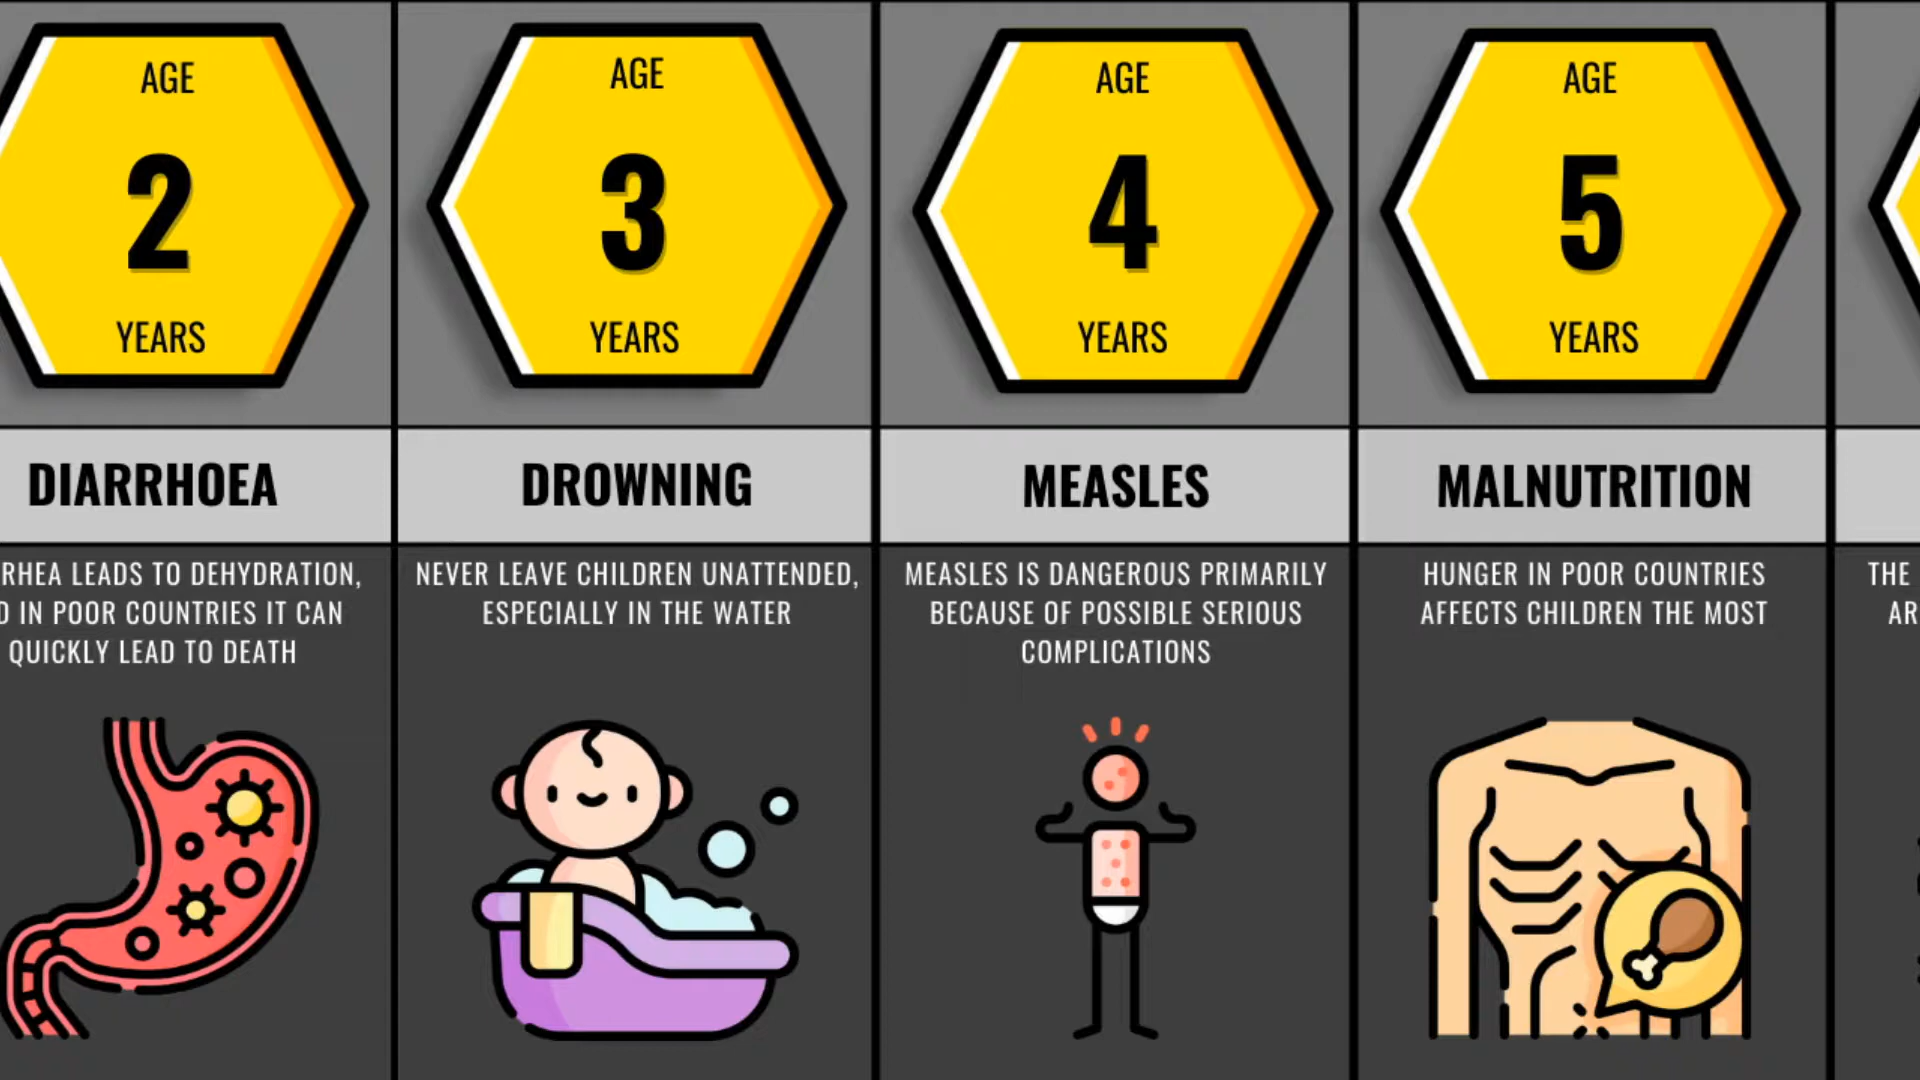 AGE
2
YEARS
DIARRHOEA
LEADS TO DEHYDRATION,
IN POOR COUNTRIES IT CAN
QUICKLY LEAD TO DEATH
AGE
3
YEARS
DROWNING
NEVER LEAVE CHILDREN UNATTENDED,
ESPECIALLY IN THE WATER
AGE
4
YEARS
MEASLES
MEASLES IS DANGEROUS PRIMARILY
BECAUSE OF POSSIBLE SERIOUS
COMPLICATIONS
AGE
5
YEARS
MALNUTRITION
HUNGER IN POOR COUNTRIES
AFFECTS CHILDREN THE MOST
THE